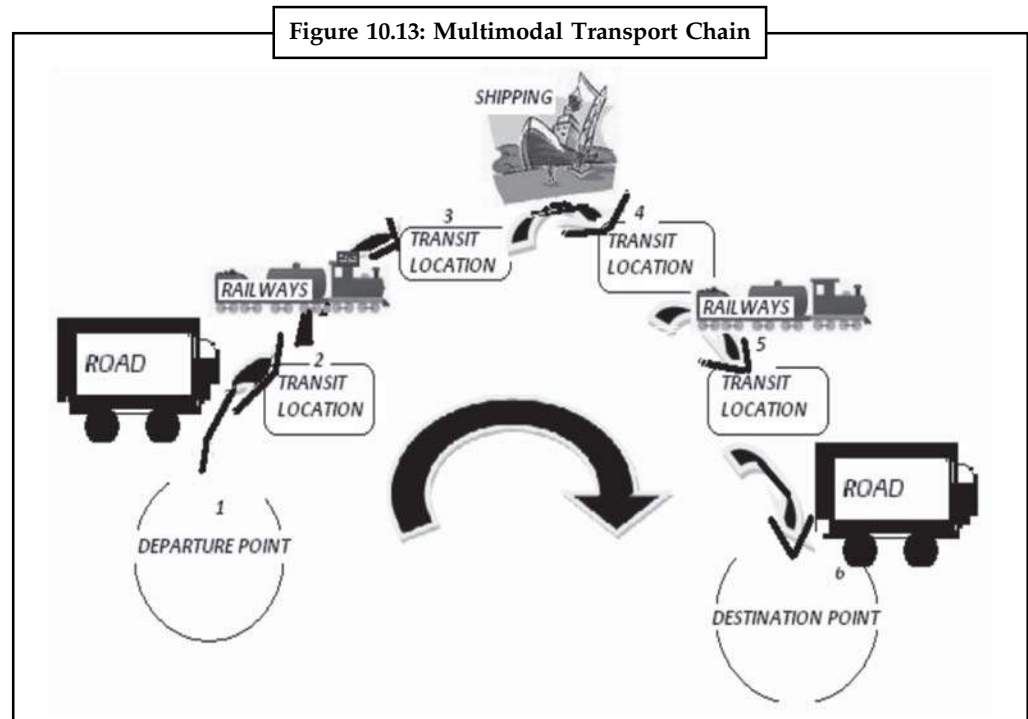 Figure 10.13: Multimodal Transport Chain
SHIPPING
3
TRANSIT
LOCATION
4
TRANSIT
LOCATION
RAILWAYS
RAILWAYS
ROAD
2
TRANSIT
LOCATION
5
TRANSIT
LOCATION
ROAD
1
DEPARTURE POINT
6
DESTINATION POINT